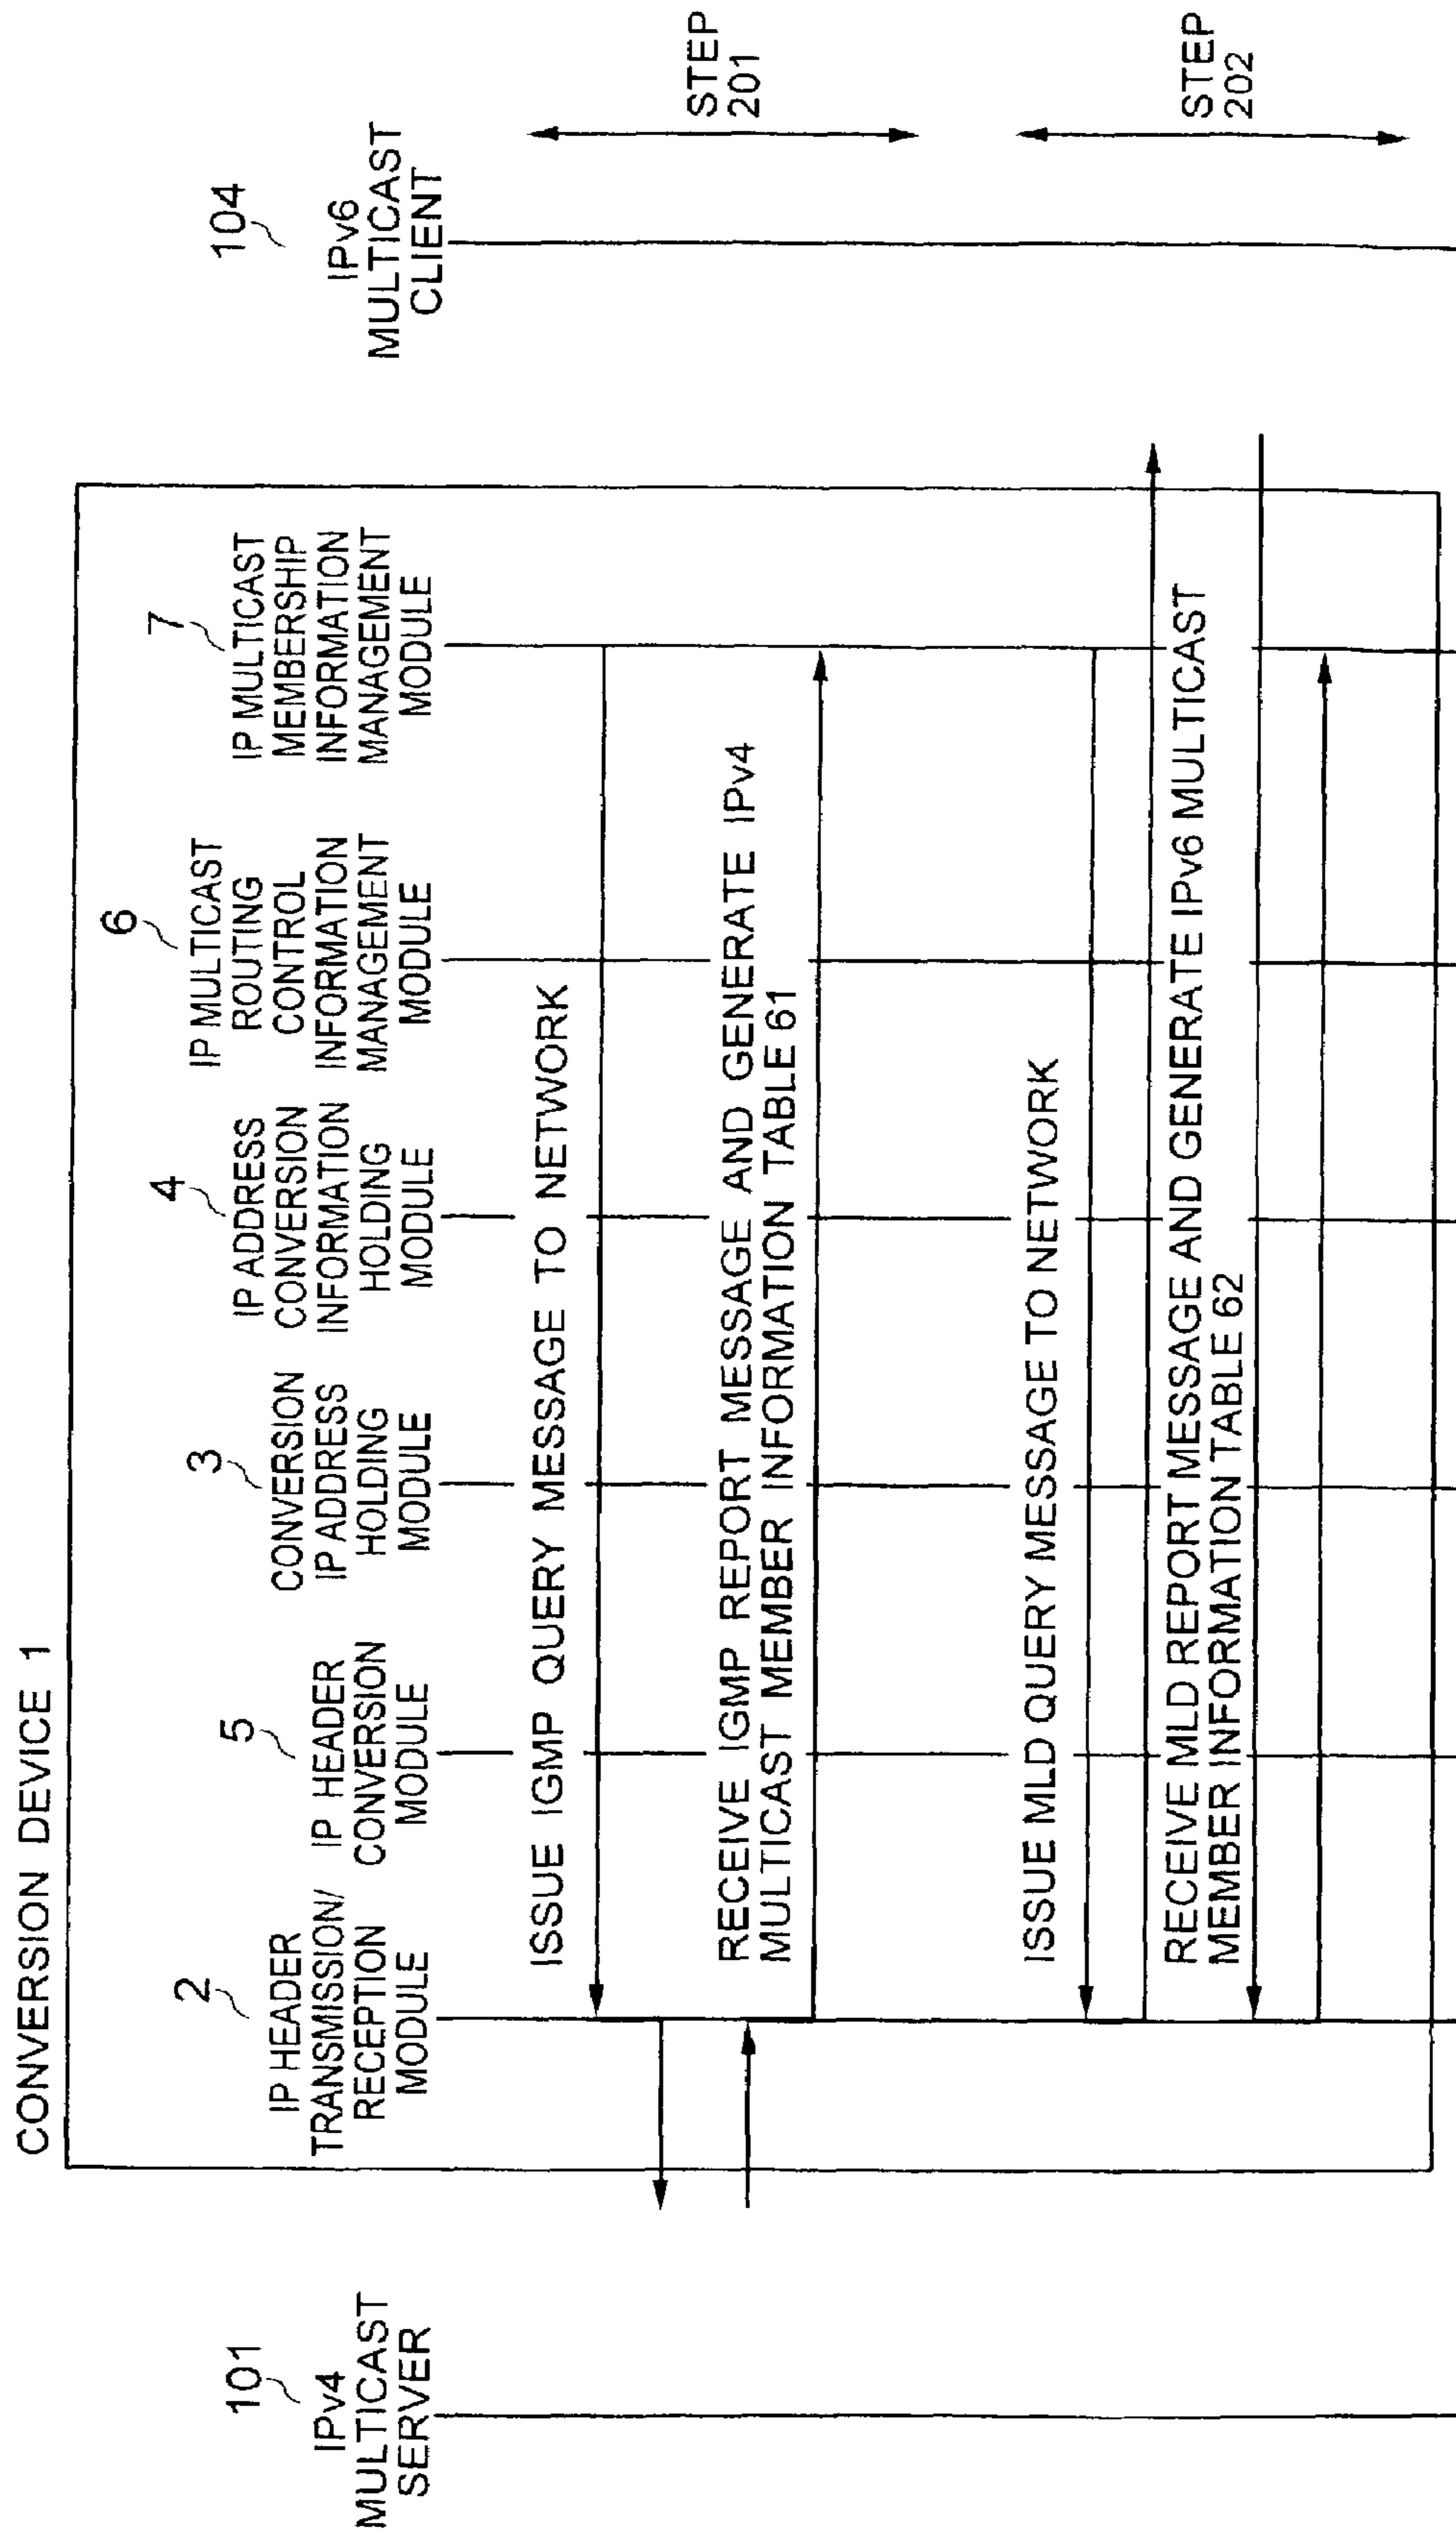 CONVERSION DEVICE 1
101
IPv4
MULTICAST
SERVER
2
IP HEADER
TRANSMISSION/
RECEPTION
MODULE
5
IP HEADER
CONVERSION
MODULE
3
CONVERSION
IP ADDRESS
HOLDING
MODULE
4
IP ADDRESS
CONVERSION
INFORMATION
HOLDING
MODULE
6
IP MULTICAST
ROUTING
CONTROL
INFORMATION
MANAGEMENT
MODULE
7
IP MULTICAST
MEMBERSHIP
INFORMATION
MANAGEMENT
MODULE
104
IPv6
MULTICAST
CLIENT
ISSUE IGMP QUERY MESSAGE TO NETWORK
RECEIVE IGMP REPORT MESSAGE AND GENERATE IPv4
MULTICAST MEMBER INFORMATION TABLE 61
STEP
201
ISSUE MLD QUERY MESSAGE TO NETWORK
RECEIVE MLD REPORT MESSAGE AND GENERATE IPv6 MULTICAST
MEMBER INFORMATION TABLE 62
STEP
202